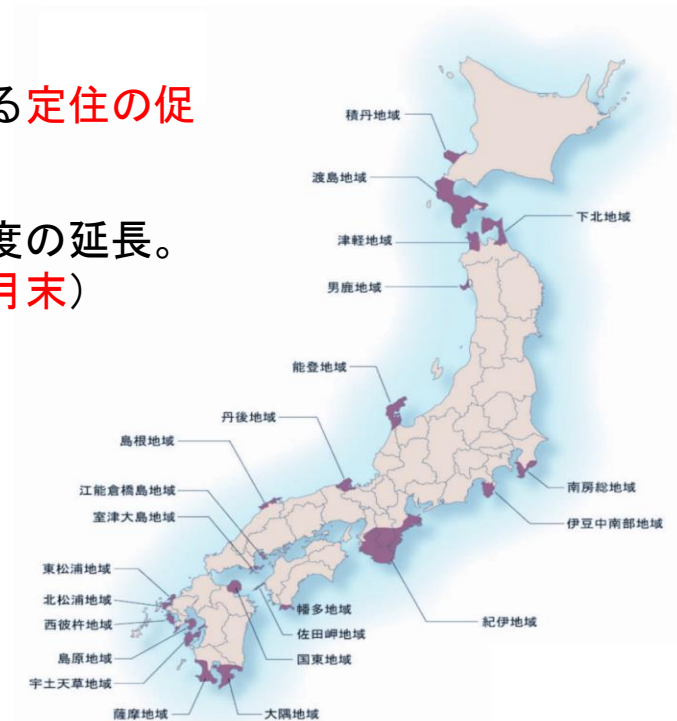 る定住の促
度の延長。
月末）
積丹地域
渡島地域
下北地域
津軽地域
男鹿地域
能登地域
丹後地域
島根地域
江能倉橋島地域
室津大島地域
南房総地域
伊豆中南部地域
東松浦地域
北松浦地域
西彼杵地域
島原地域
宇土天草地域
幡多地域
佐田岬地域
国東地域
紀伊地域
薩摩地域
大隅地域